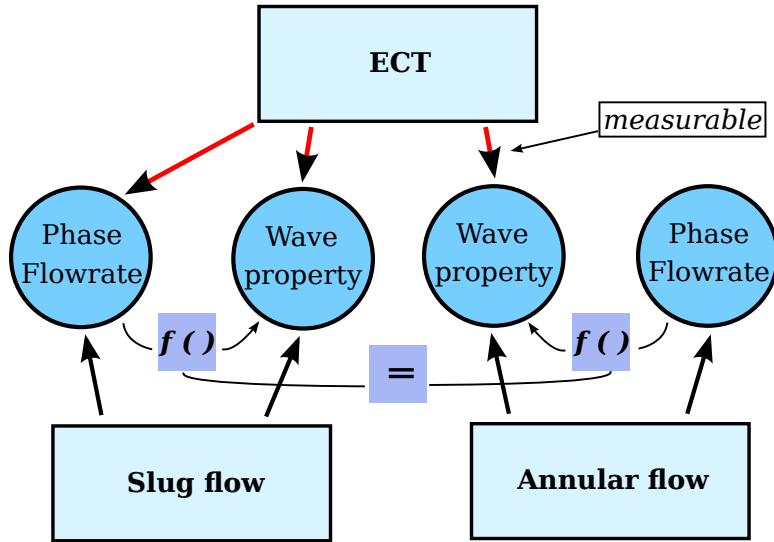 ECT
measurable
Phase
Flowrate
Wave
property
Wave
property
Phase
Flowrate
f ( )
=
f ( )
Slug flow
Annular flow